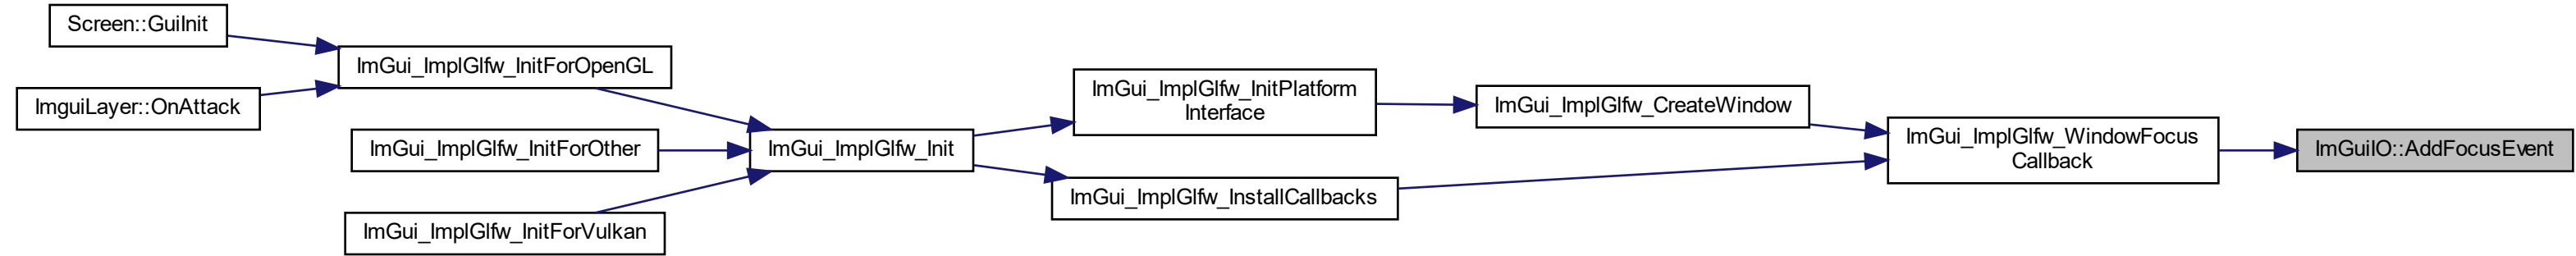 Screen::GuiInit
ImguiLayer::OnAttack
ImGui_ImplGlfw_InitForOpenGL
ImGui_ImplGlfw_InitForOther
ImGui_ImplGlfw_InitForVulkan
ImGui_ImplGlfw_Init
ImGui_ImplGlfw_InitPlatform
Interface
ImGui_ImplGlfw_InstallCallbacks
ImGui_ImplGlfw_CreateWindow
ImGui_ImplGlfw_WindowFocus
Callback
ImGuiIO::AddFocusEvent